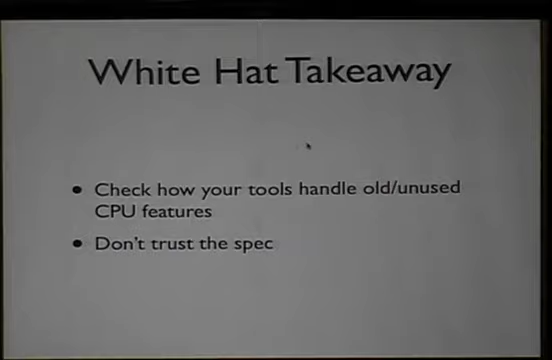 White Hat Takeaway
• Check how your tools handle old/unused
CPU features
• Don't trust the spec